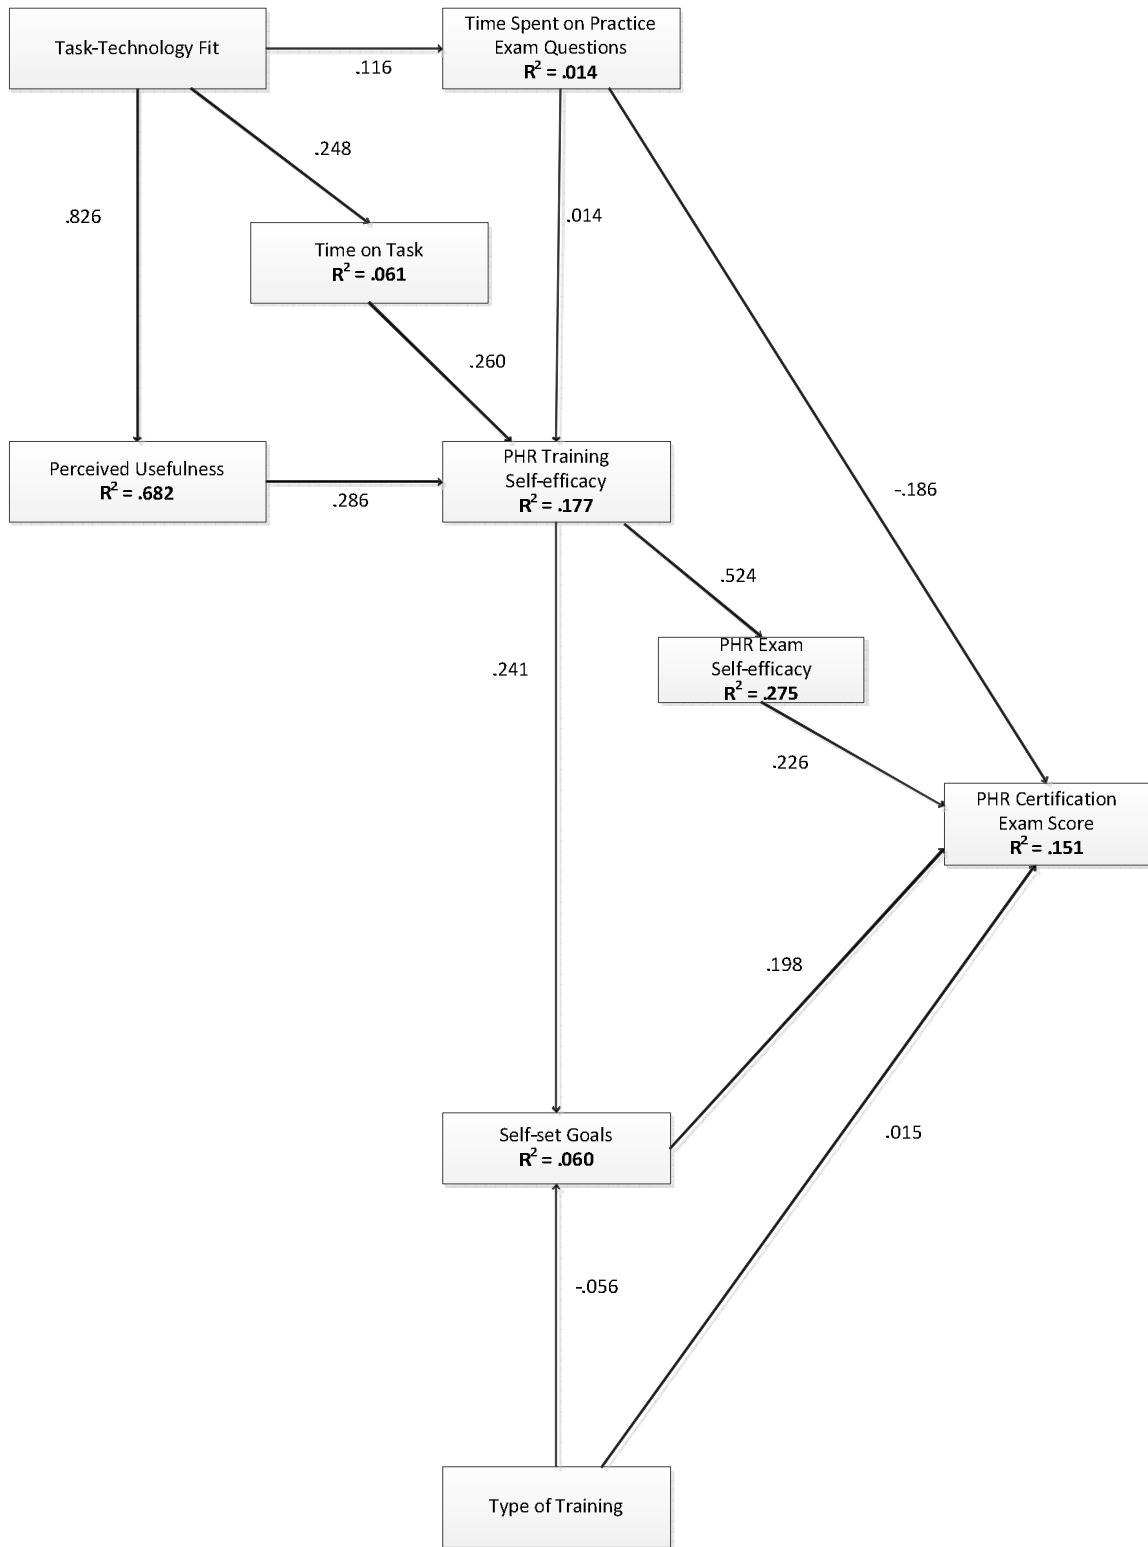 Task-Technology Fit
Time Spent on Practice
Exam Questions
R² = .014
.116
.248
.826
.014
Time on Task
R² = .061
.260
Perceived Usefulness
R² = .682
.286
PHR Training
Self-efficacy
R² = .177
-.186
.524
.241
PHR Exam
Self-efficacy
R² = .275
.226
PHR Certification
Exam Score
R² = .151
.198
Self-set Goals
R² = .060
.015
-.056
Type of Training